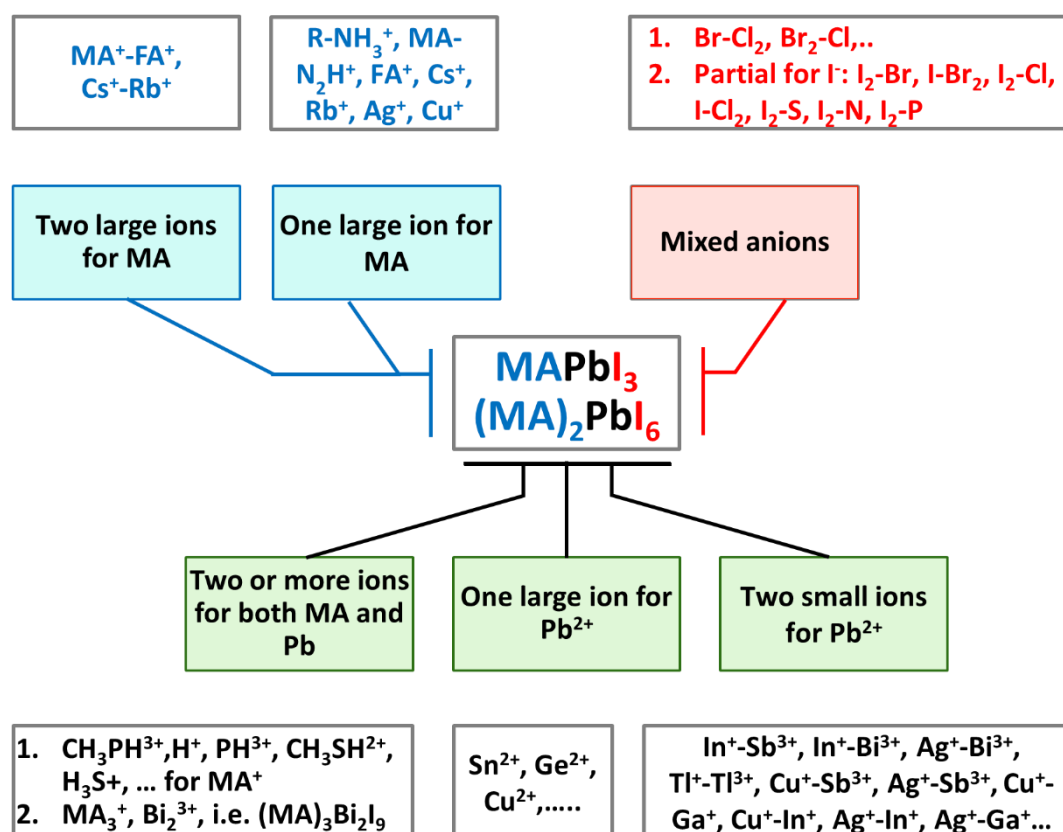 MA⁺-FA⁺,
Cs⁺-Rb⁺
R-NH₃⁺, MA-
N₂H⁺, FA⁺, Cs⁺,
Rb⁺, Ag⁺, Cu⁺
1. Br-Cl₂, Br₂-Cl,..
2. Partial for I⁻: I₂-Br, I-Br₂, I₂-Cl,
I-Cl₂, I₂-S, I₂-N, I₂-P
Two large ions
for MA
One large ion for
MA
Mixed anions
MAPbI₃
(MA)₂PbI₆
Two or more ions
for both MA and
Pb
One large ion for
Pb²⁺
Two small ions
for Pb²⁺
1. CH₃PH³⁺,H⁺, PH³⁺, CH₃SH²⁺,
H₃S+, ... for MA⁺
2. MA₃⁺, Bi₂³⁺, i.e. (MA)₃Bi₂I₉
Sn²⁺, Ge²⁺,
Cu²⁺,.....
In⁺-Sb³⁺, In⁺-Bi³⁺, Ag⁺-Bi³⁺,
Tl⁺-Tl³⁺, Cu⁺-Sb³⁺, Ag⁺-Sb³⁺, Cu⁺-
Ga⁺, Cu⁺-In⁺, Ag⁺-In⁺, Ag⁺-Ga⁺...